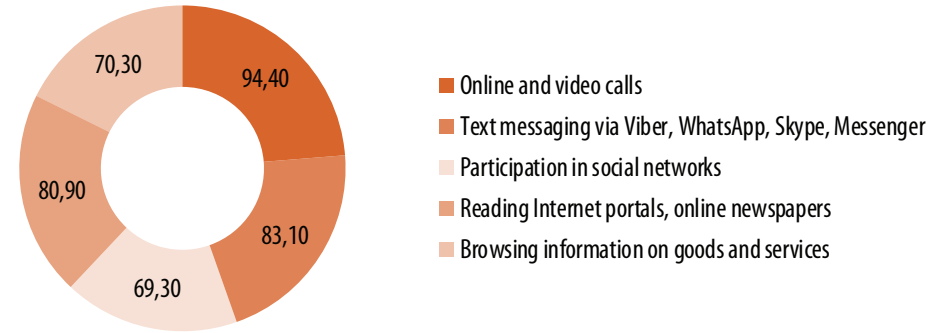 70,30
94,40
80,90
83,10
69,30
Online and video calls
Text messaging via Viber, WhatsApp, Skype, Messenger
Participation in social networks
Reading Internet portals, online newspapers
Browsing information on goods and services